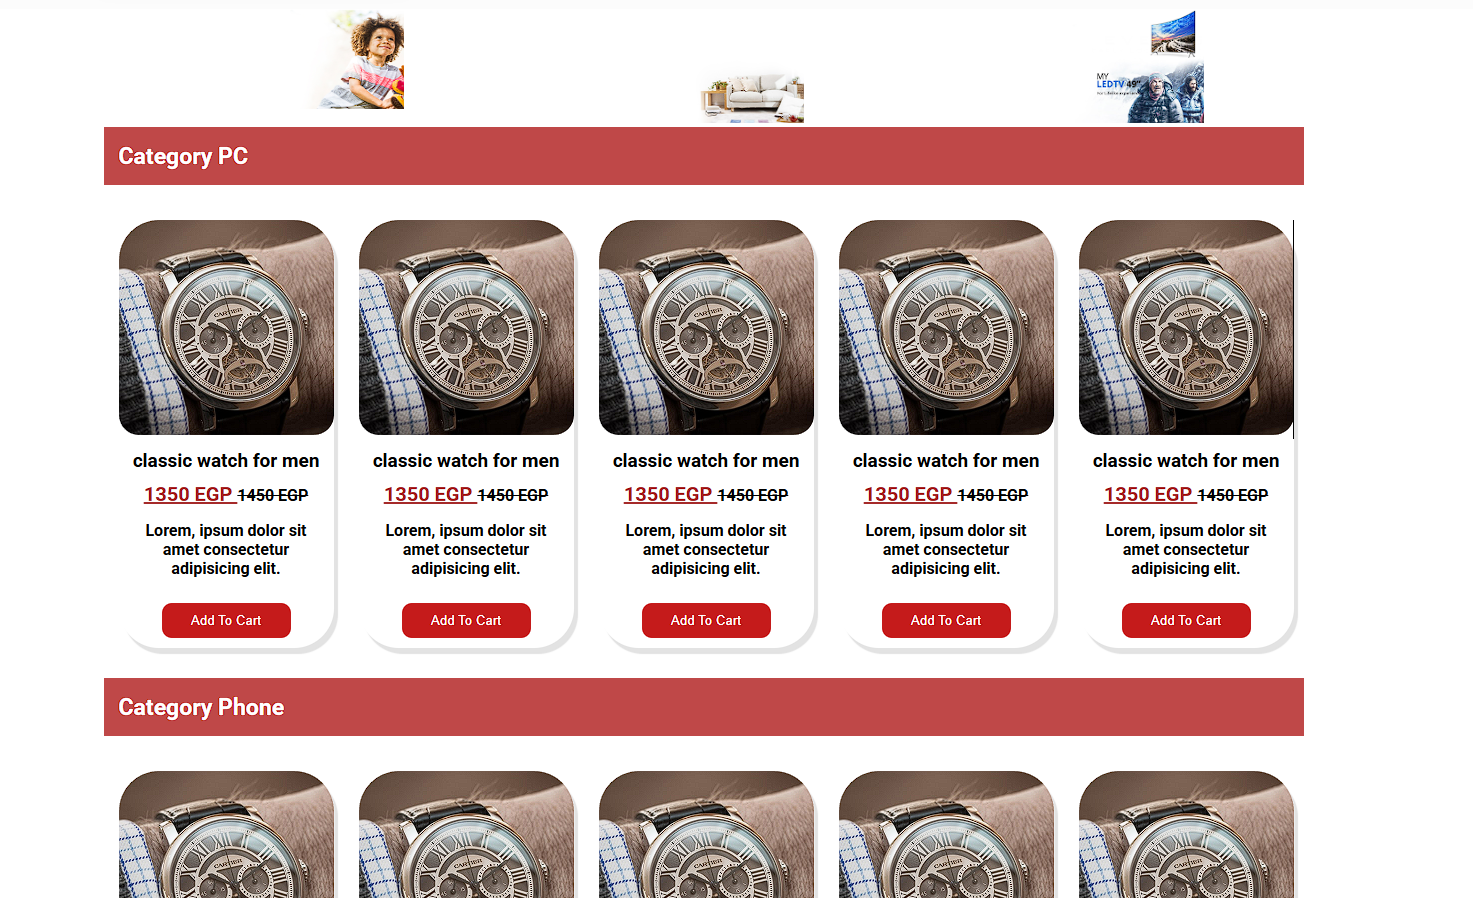 MY
LEDTV 49"
Category PC
classic watch for men
1350 EGP 1450 EGP
Lorem, ipsum dolor sit
amet consectetur
adipisicing elit.
Add To Cart
classic watch for men
1350 EGP 1450 EGP
Lorem, ipsum dolor sit
amet consectetur
adipisicing elit.
Add To Cart
classic watch for men
1350 EGP 1450 EGP
Lorem, ipsum dolor sit
amet consectetur
adipisicing elit.
Add To Cart
classic watch for men
1350 EGP 1450 EGP
Lorem, ipsum dolor sit
amet consectetur
adipisicing elit.
Add To Cart
classic watch for men
1350 EGP 1450 EGP
Lorem, ipsum dolor sit
amet consectetur
adipisicing elit.
Add To Cart
Category Phone